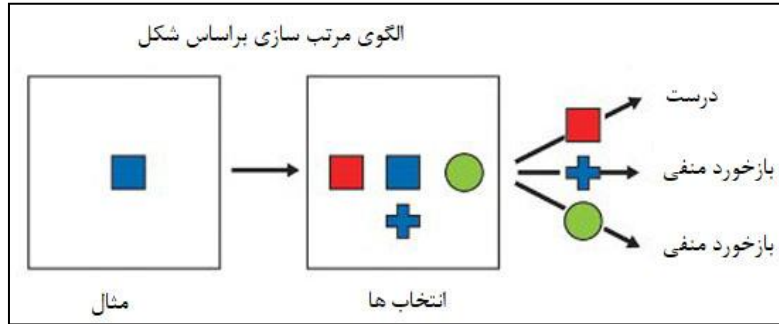 الگوی مرتب سازی براساس شکل
درست
بازخورد منفی
بازخورد منفی
انتخاب ها
مثال